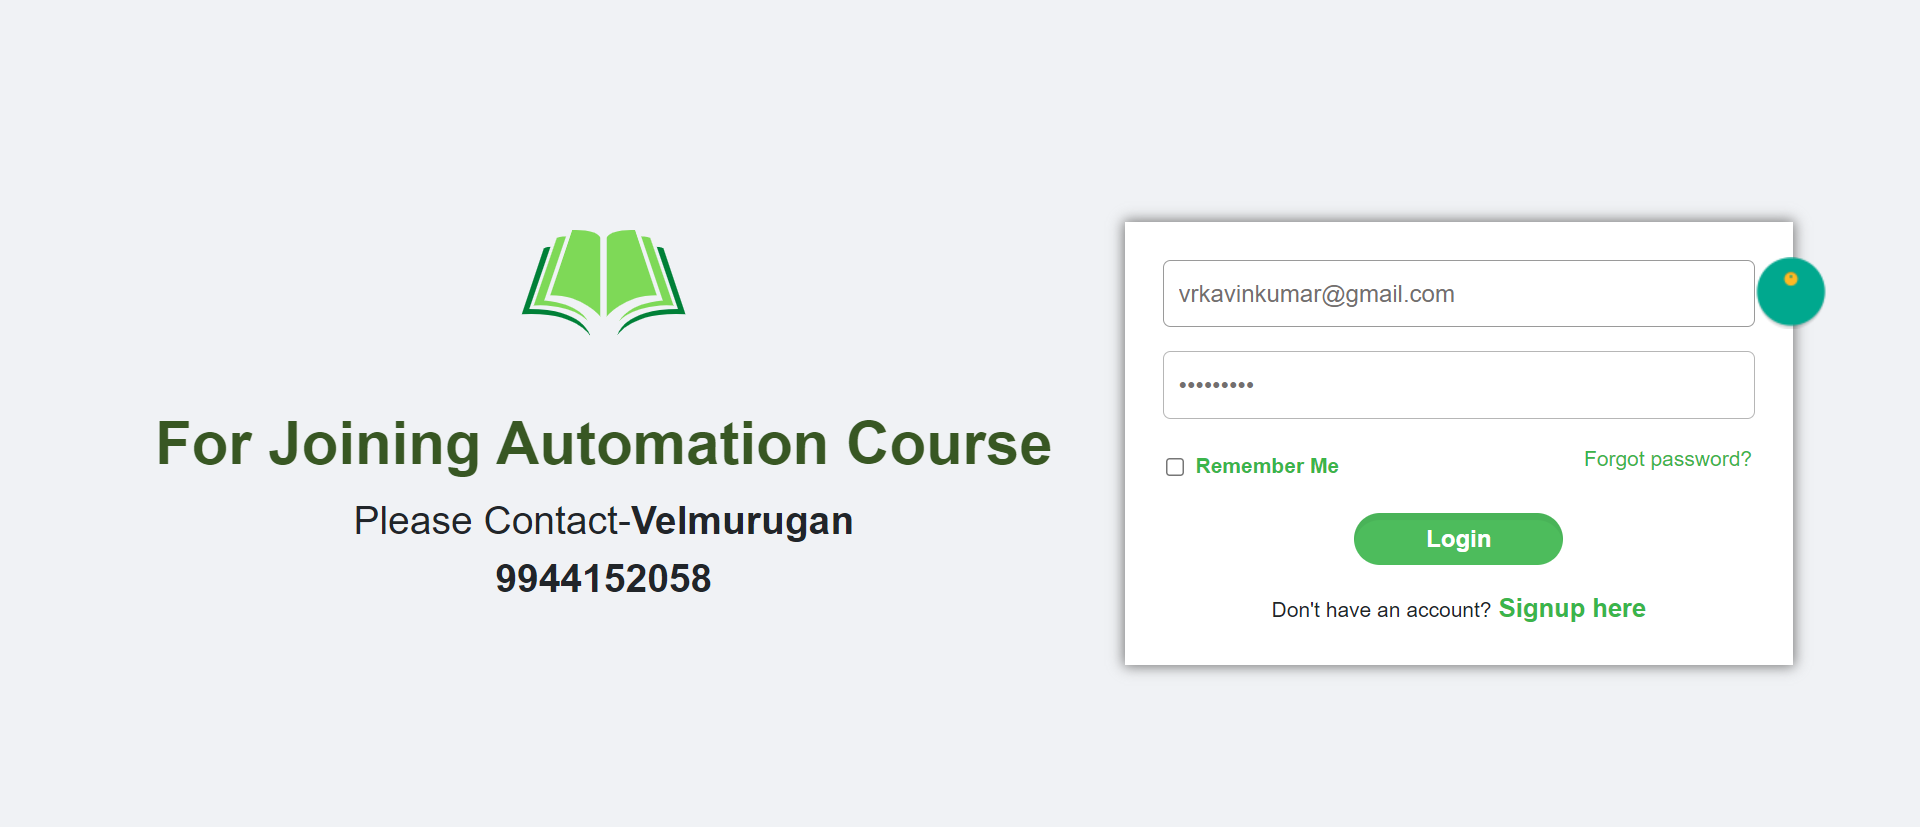 For Joining Automation Course
Please Contact-Velmurugan
9944152058
vrkavinkumar@gmail.com
•••••••••
Remember Me
Forgot password?
Login
Don't have an account? Signup here